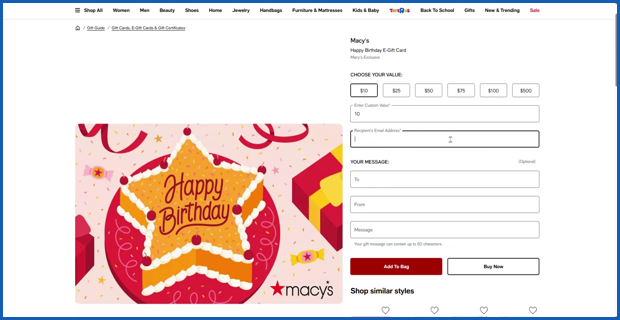 Shop All Women Men Beauty Shoes Home Jewelry Handbags Furniture & Mattresses Kids & Baby Toys R Us Back To School Gifts New & Trending Sale
/ Gift Guide / Gift Cards, E-Gift Cards & Gift Certificates
Macy's
Happy Birthday E-Gift Card
Macy's Exclusive
CHOOSE YOUR VALUE:
$10 $25 $50 $75 $100 $500
Enter Custom Value*
10
Recipient's Email Address*
YOUR MESSAGE: (Optional)
To
From
Message
Your gift message can contain up to 60 characters.
Add To Bag Buy Now
Shop similar styles
Happy
Birthday
macy's